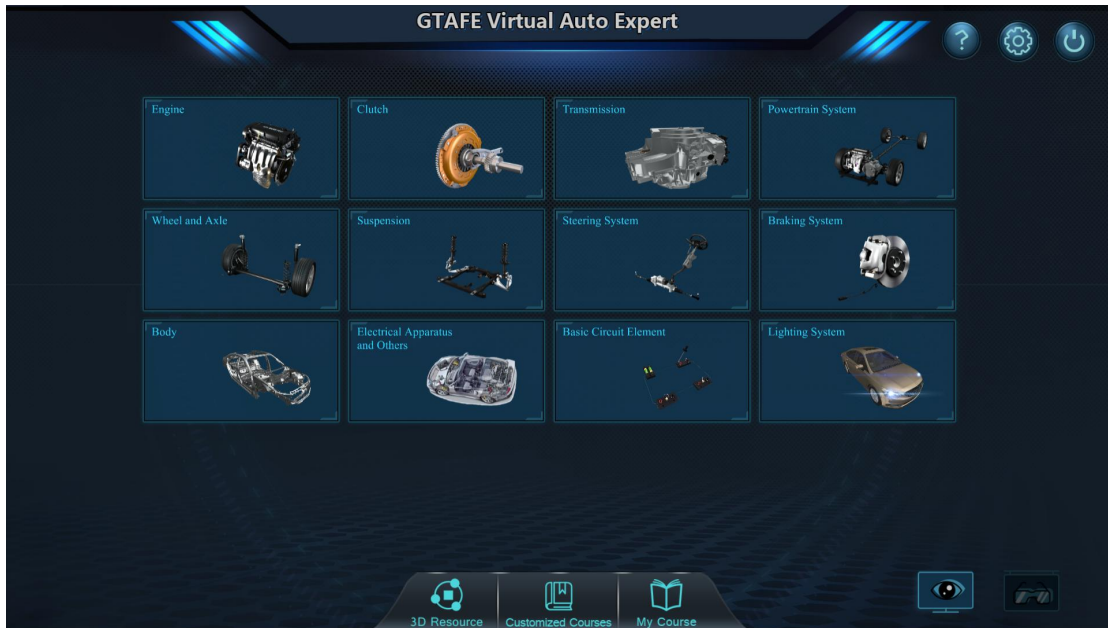 GTAFE Virtual Auto Expert
?
Engine
Clutch
Transmission
Powertrain System
Wheel and Axle
Suspension
Steering System
Braking System
Body
Electrical Apparatus
and Others
Basic Circuit Element
Lighting System
3D Resource
Customized Courses
My Course